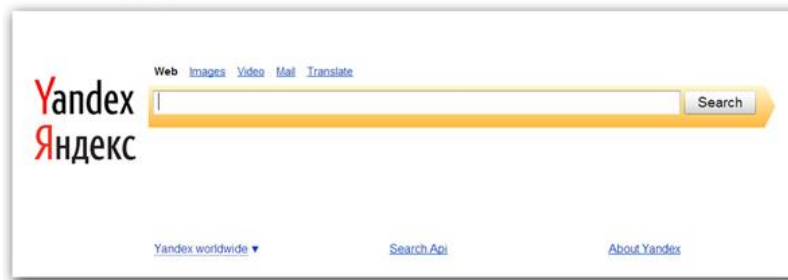 Web Images Video Mail Translate
Yandex
Яндекс
Search
Yandex worldwide ▼ Search Api About Yandex